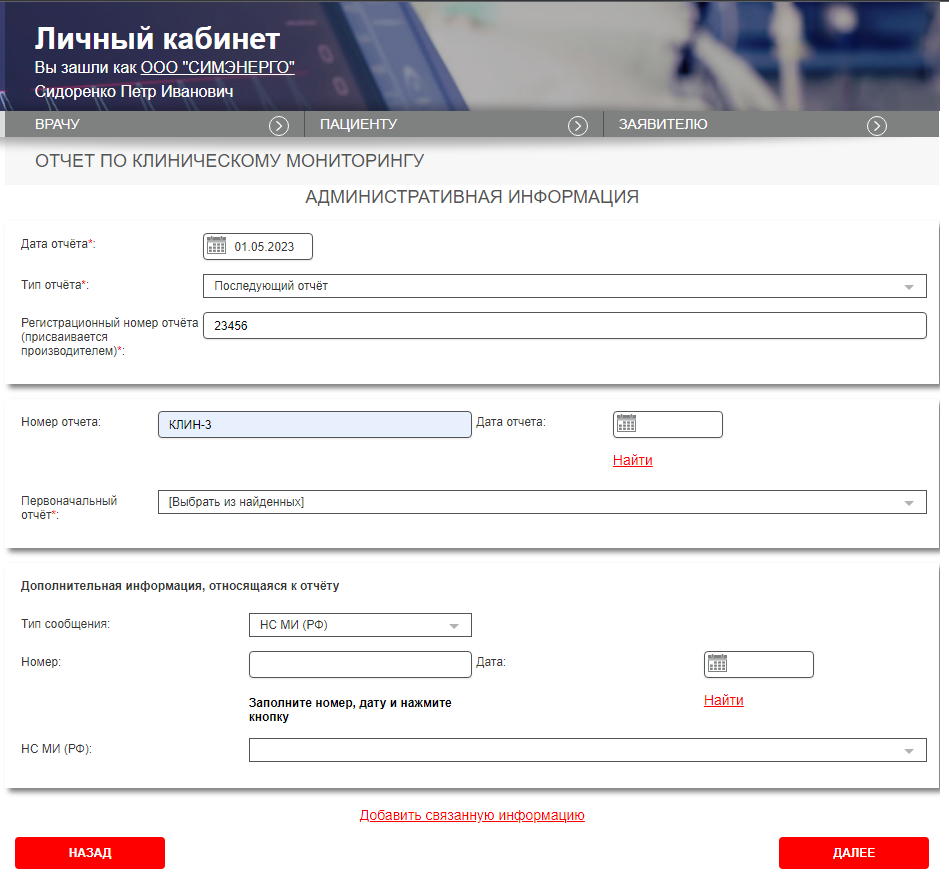 Личный кабинет
Вы зашли как ООО "СИМЭНЕРГО"
Сидоренко Петр Иванович
ВРАЧУ ПАЦИЕНТУ ЗАЯВИТЕЛЮ
ОТЧЕТ ПО КЛИНИЧЕСКОМУ МОНИТОРИНГУ
АДМИНИСТРАТИВНАЯ ИНФОРМАЦИЯ
Дата отчёта*: 01.05.2023
Тип отчёта*: Последующий отчёт
Регистрационный номер отчёта 23456
(присваивается
производителем)*:
Номер отчета: КЛИН-3 Дата отчета:
Найти
Первоначальный [Выбрать из найденных]
отчёт*:
Дополнительная информация, относящаяся к отчёту
Тип сообщения: НС МИ (РФ)
Номер: Дата:
Заполните номер, дату и нажмите Найти
кнопку
НС МИ (РФ):
Добавить связанную информацию
НАЗАД ДАЛЕЕ